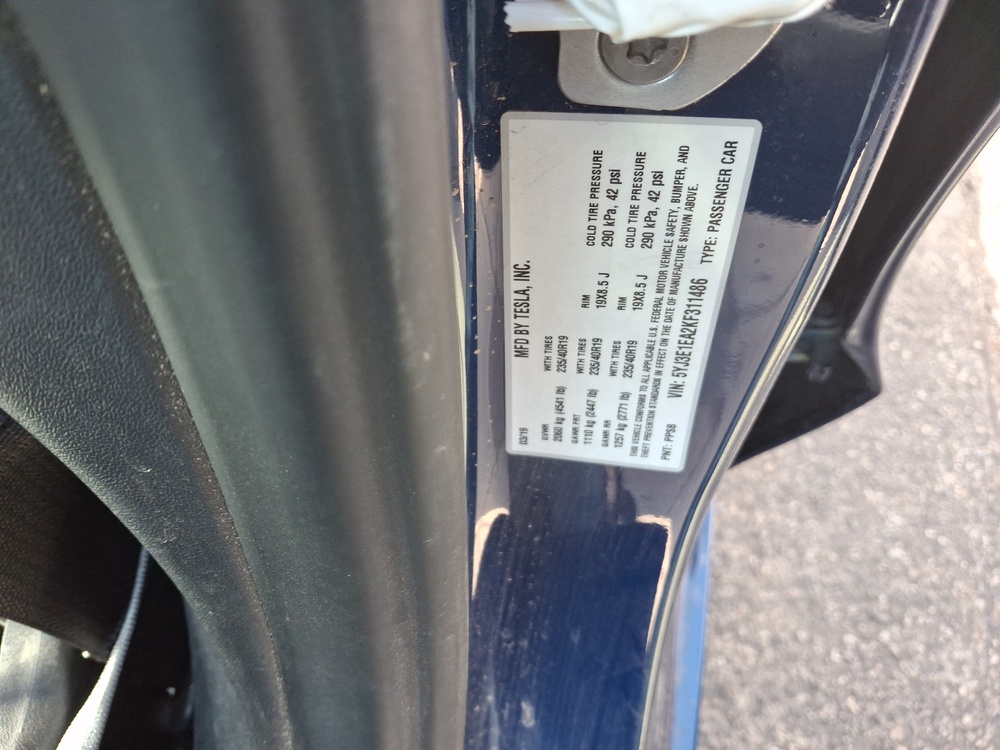 MFD BY TESLA, INC.
03/19
GVWR WITH TIRES
2060 kg (4541 lb) 235/40R19
GAWR FRT WITH TIRES RIM COLD TIRE PRESSURE
1110 kg (2447 lb) 235/40R19 19X8.5 J 290 kPa, 42 psi
GAWR RR WITH TIRES RIM COLD TIRE PRESSURE
1257 kg (2771 lb) 235/40R19 19X8.5 J 290 kPa, 42 psi
THIS VEHICLE CONFORMS TO ALL APPLICABLE U.S. FEDERAL MOTOR VEHICLE SAFETY, BUMPER, AND
THEFT PREVENTION STANDARDS IN EFFECT ON THE DATE OF MANUFACTURE SHOWN ABOVE.
PNT: PPSB VIN: 5YJ3E1EA2KF311486 TYPE: PASSENGER CAR